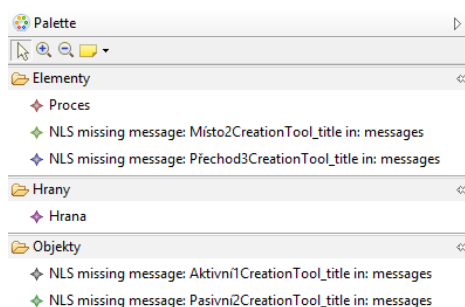 Palette
Elementy
Proces
NLS missing message: Místo2CreationTool_title in: messages
NLS missing message: Přechod3CreationTool_title in: messages
Hrany
Hrana
Objekty
NLS missing message: Aktivní1CreationTool_title in: messages
NLS missing message: Pasivní2CreationTool_title in: messages